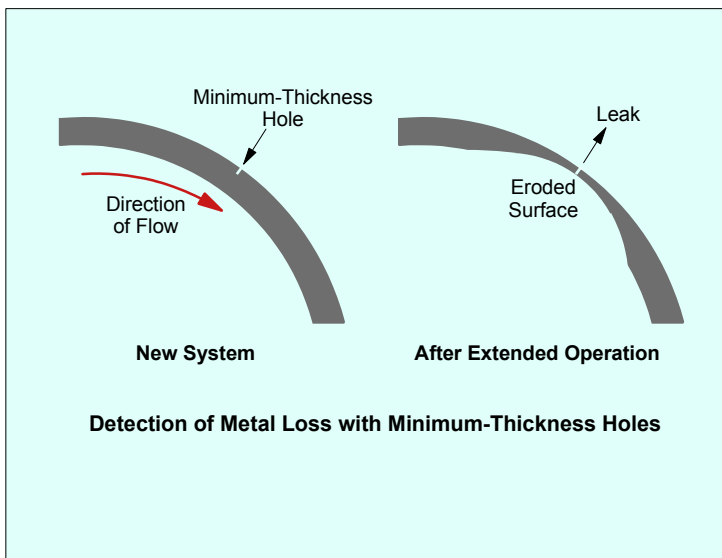 Minimum-Thickness
Hole
Direction
of Flow
New System
Leak
Eroded
Surface
After Extended Operation
Detection of Metal Loss with Minimum-Thickness Holes